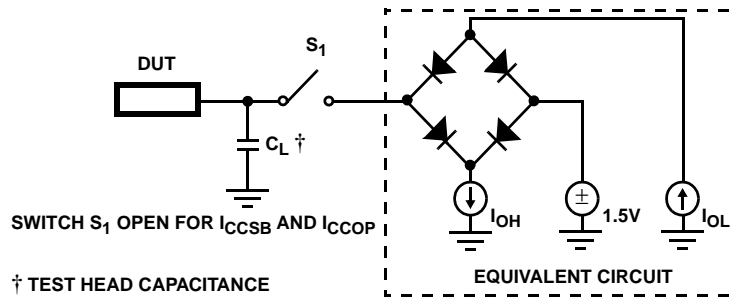 S1
DUT
CL †
IOH
±
1.5V
IOL
SWITCH S1 OPEN FOR ICCSB AND ICCOP
† TEST HEAD CAPACITANCE
EQUIVALENT CIRCUIT